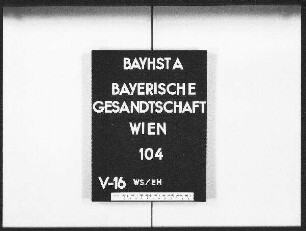 BAYHSTA
BAYERISCHE
GESANDTSCHAFT
WIEN
104
V-16 WS/EH